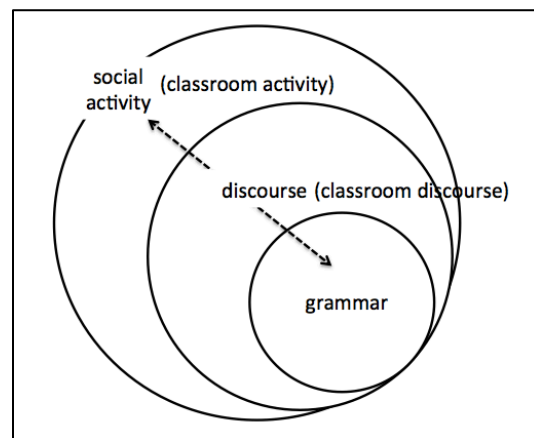 social
activity (classroom activity)
discourse (classroom discourse)
grammar